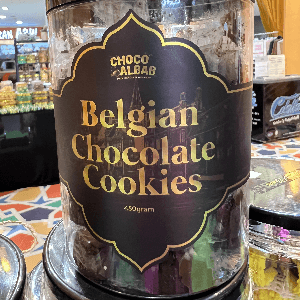 CHOCO
ALBAB
Belgian
Chocolate
Cookies
450gram